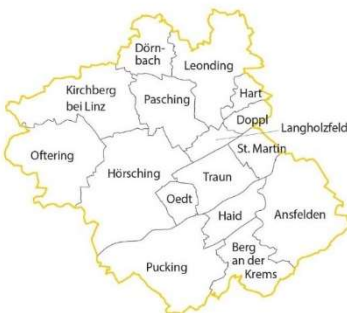 Dörn-
bach
Leonding
Kirchberg
bei Linz
Pasching
Hart
Doppl
Langholzfeld
Oftering
Hörsching
St. Martin
Traun
Oedt
Haid
Ansfelden
Pucking
Berg
an der
Krems